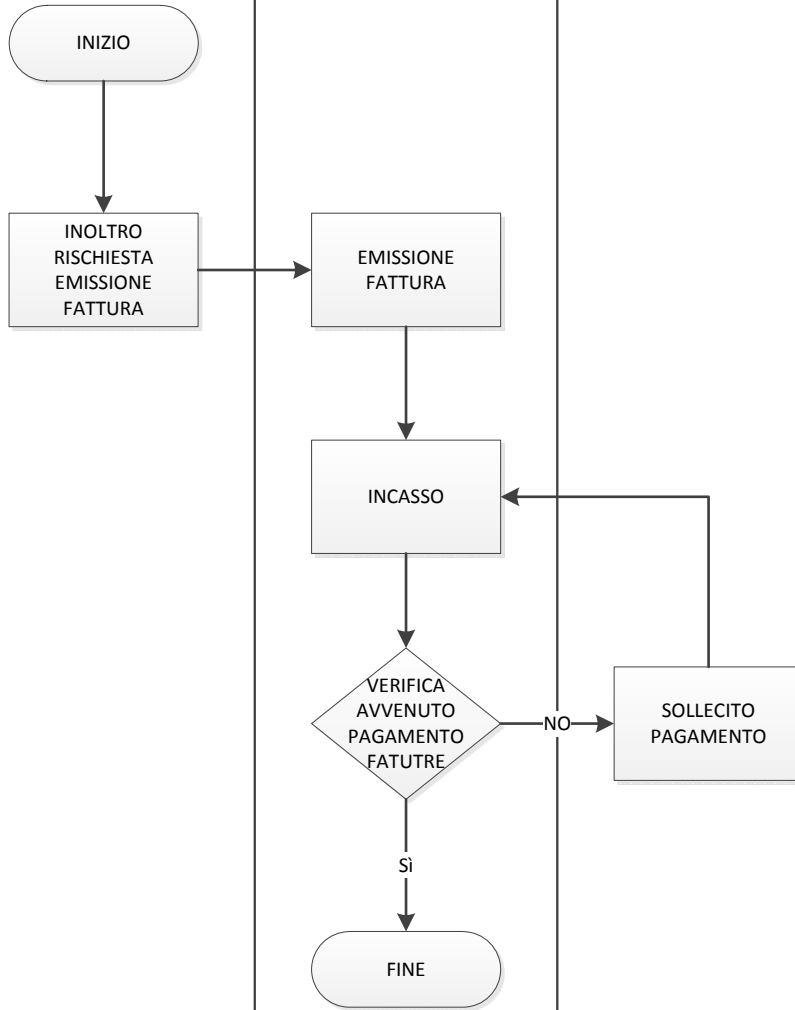 INIZIO
INOLTRO
RISCHIESTA
EMISSIONE
FATTURA
EMISSIONE
FATTURA
INCASSO
VERIFICA
AVVENUTO
PAGAMENTO
FATUTRE
NO
SOLLECITO
PAGAMENTO
Sì
FINE